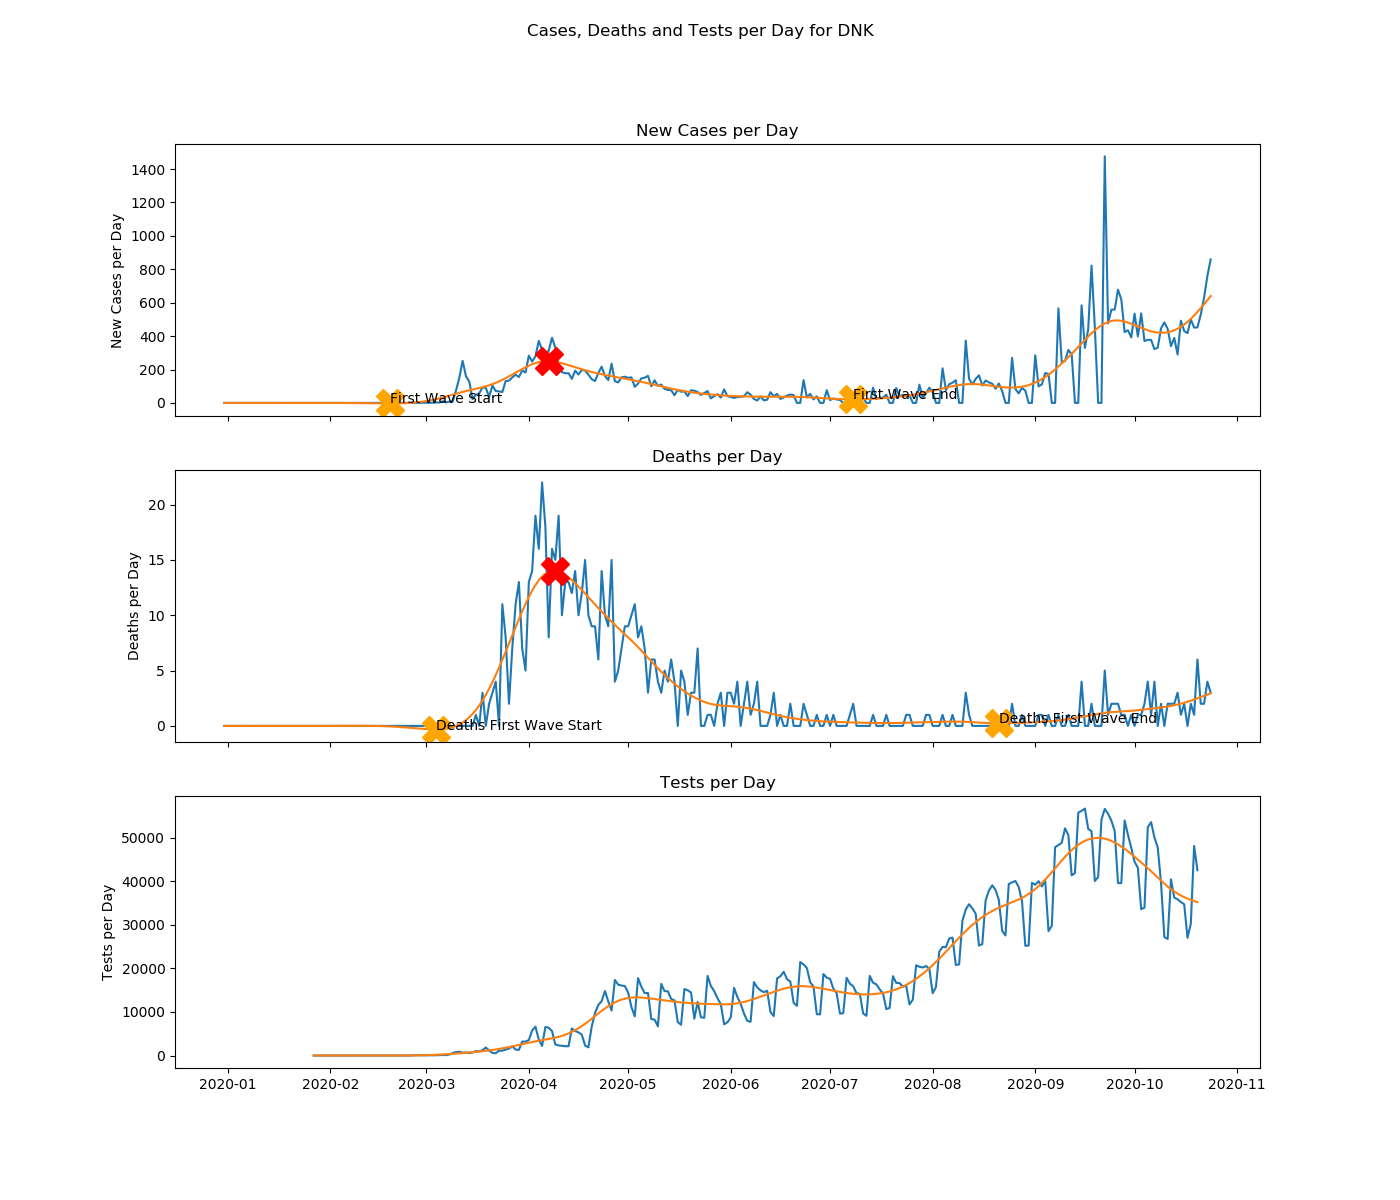 Cases, Deaths and Tests per Day for DNK
New Cases per Day
New Cases per Day
1400
1200
1000
800
600
400
200
0
First Wave Start
First Wave End
Deaths per Day
Deaths per Day
20
15
10
5
0
Deaths First Wave Start
Deaths First Wave End
Tests per Day
Tests per Day
50000
40000
30000
20000
10000
0
2020-01 2020-02 2020-03 2020-04 2020-05 2020-06 2020-07 2020-08 2020-09 2020-10 2020-11